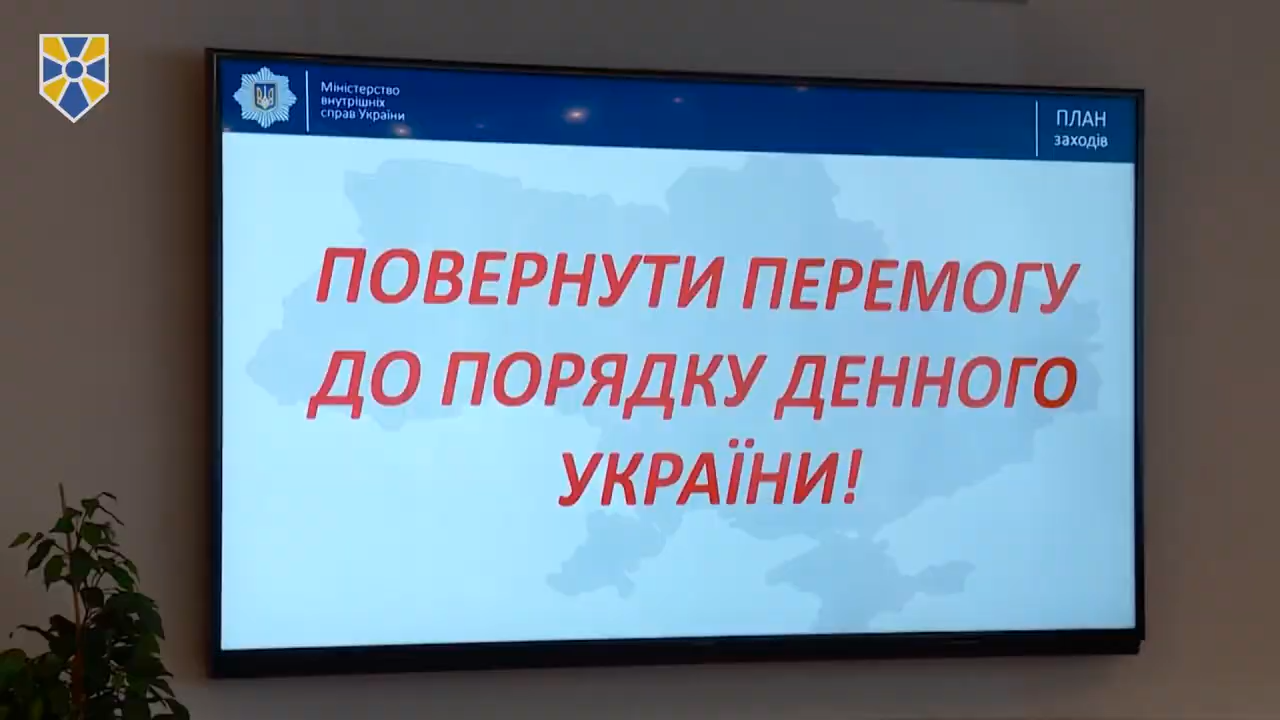 Міністерство
внутрішніх
справ України
ПЛАН
заходів
ПОВЕРНУТИ ПЕРЕМОГУ
ДО ПОРЯДКУ ДЕННОГО
УКРАЇНИ!